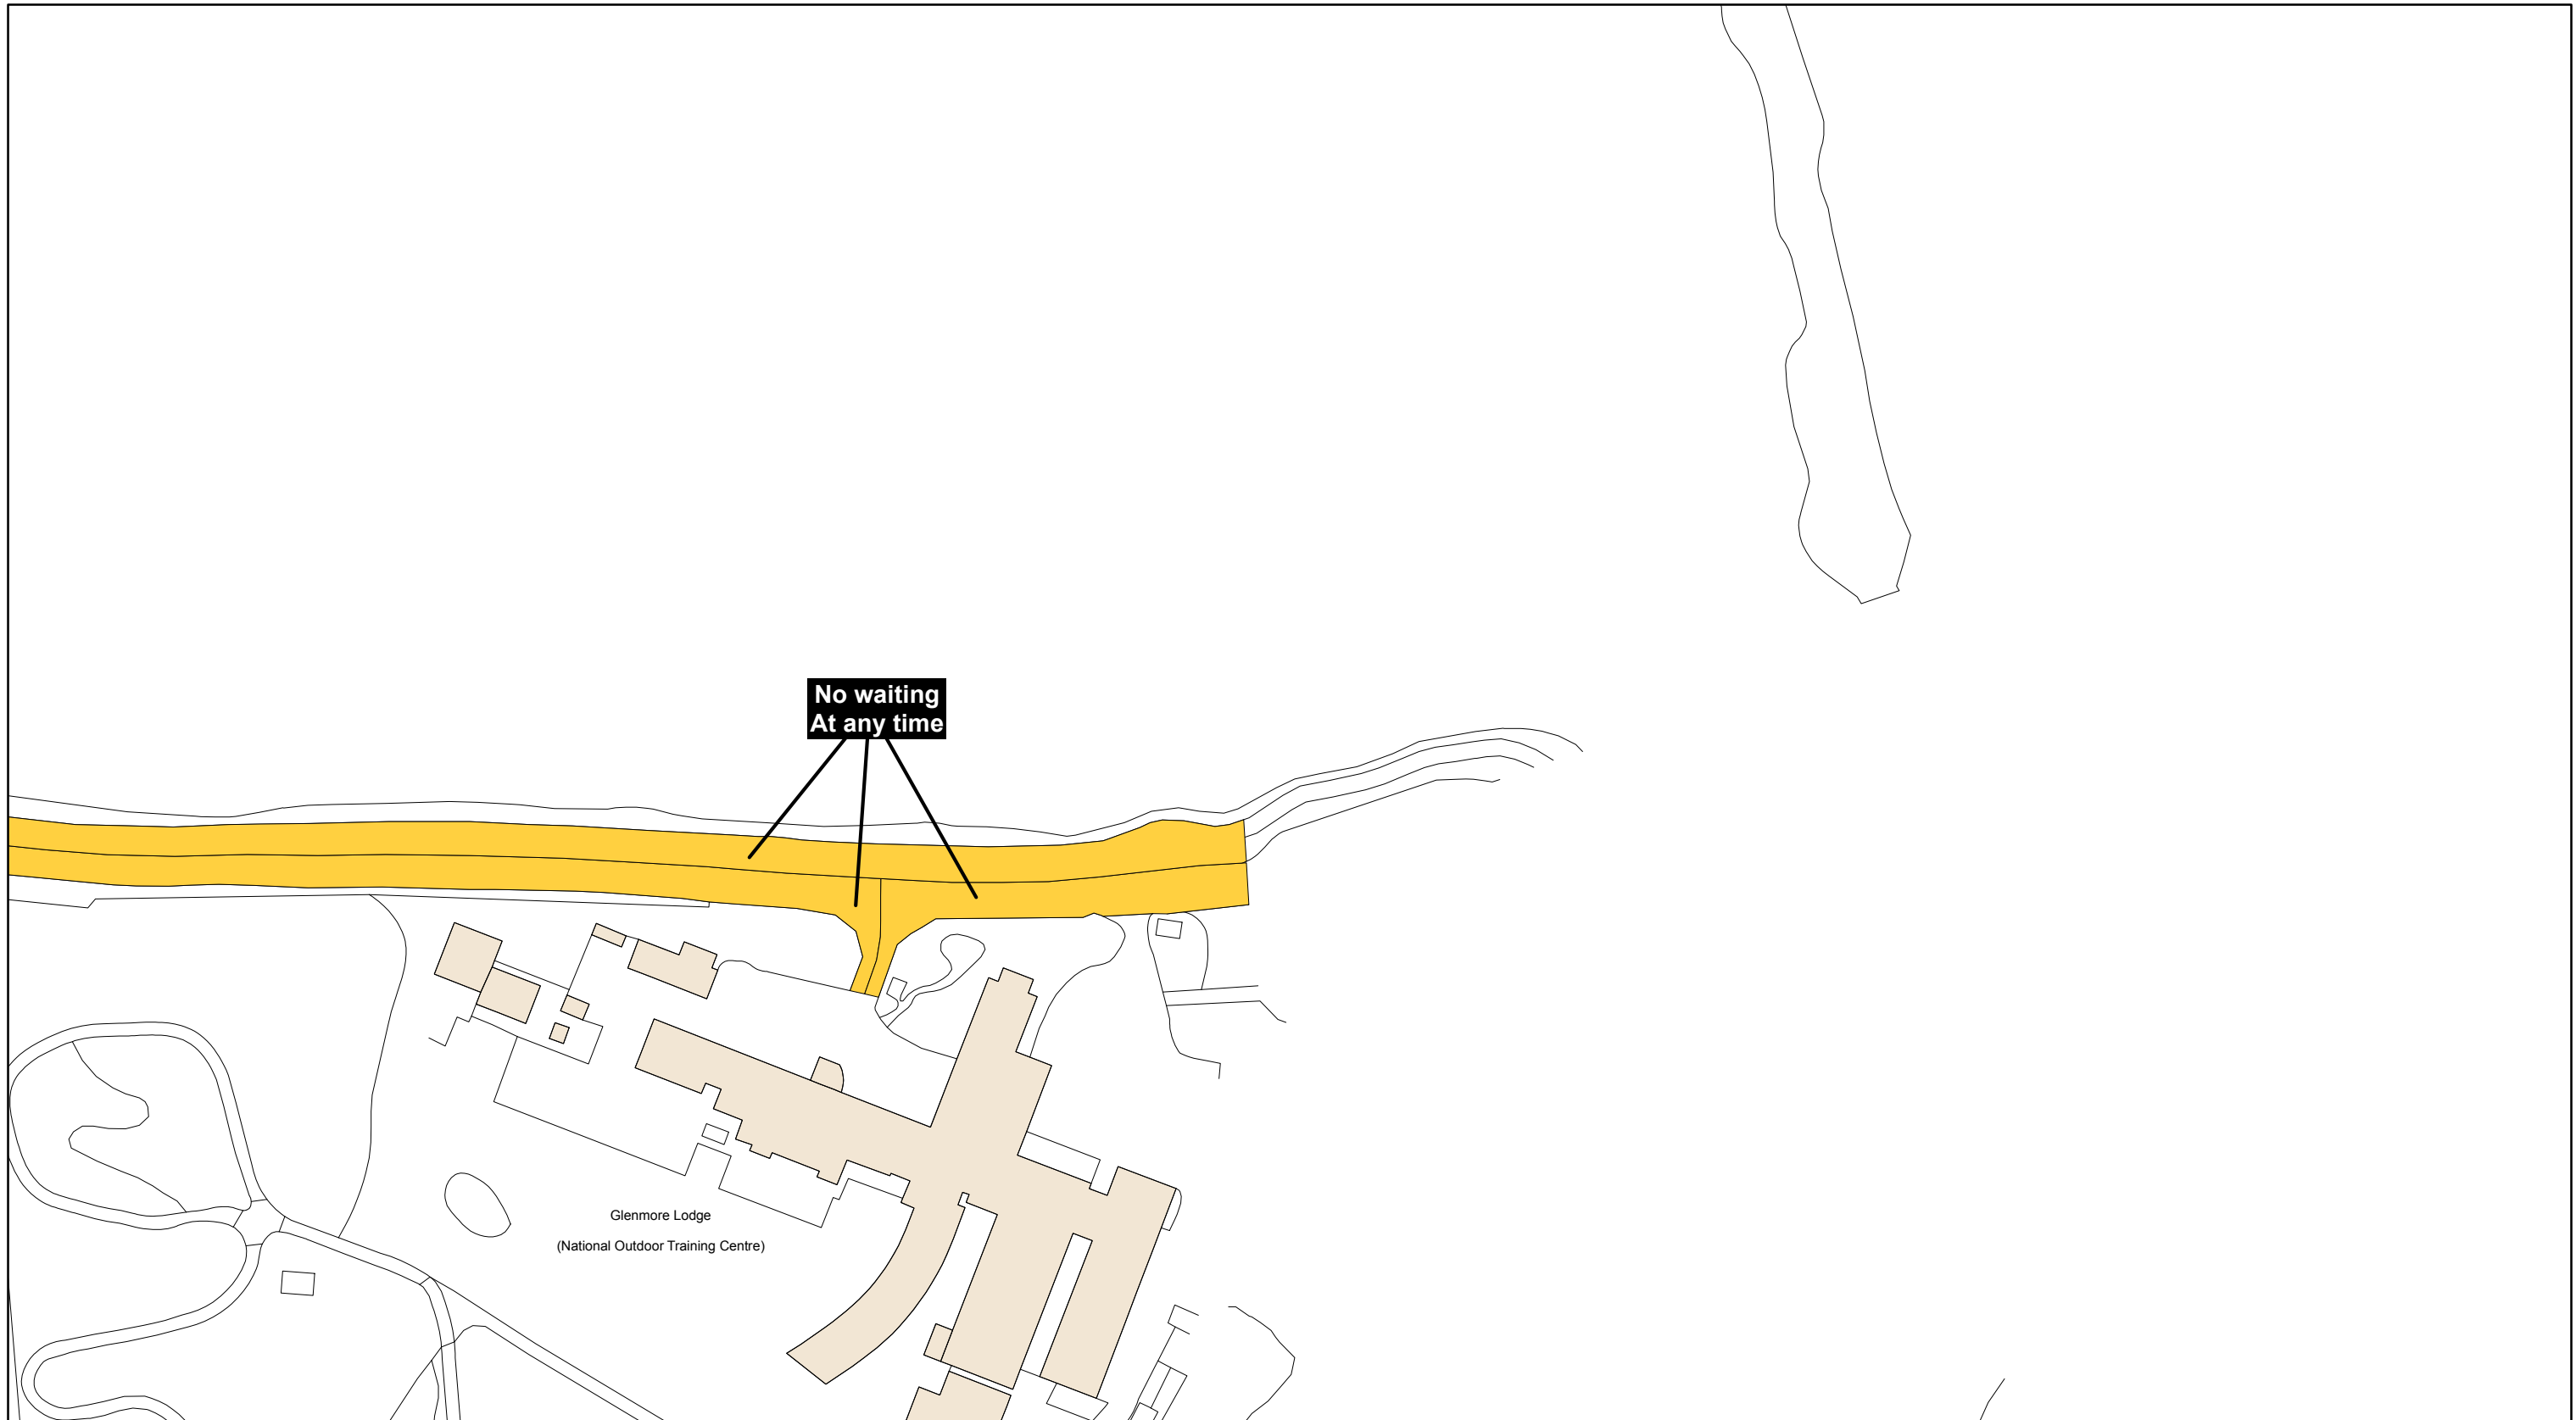 No waiting
At any time
Glenmore Lodge
(National Outdoor Training Centre)